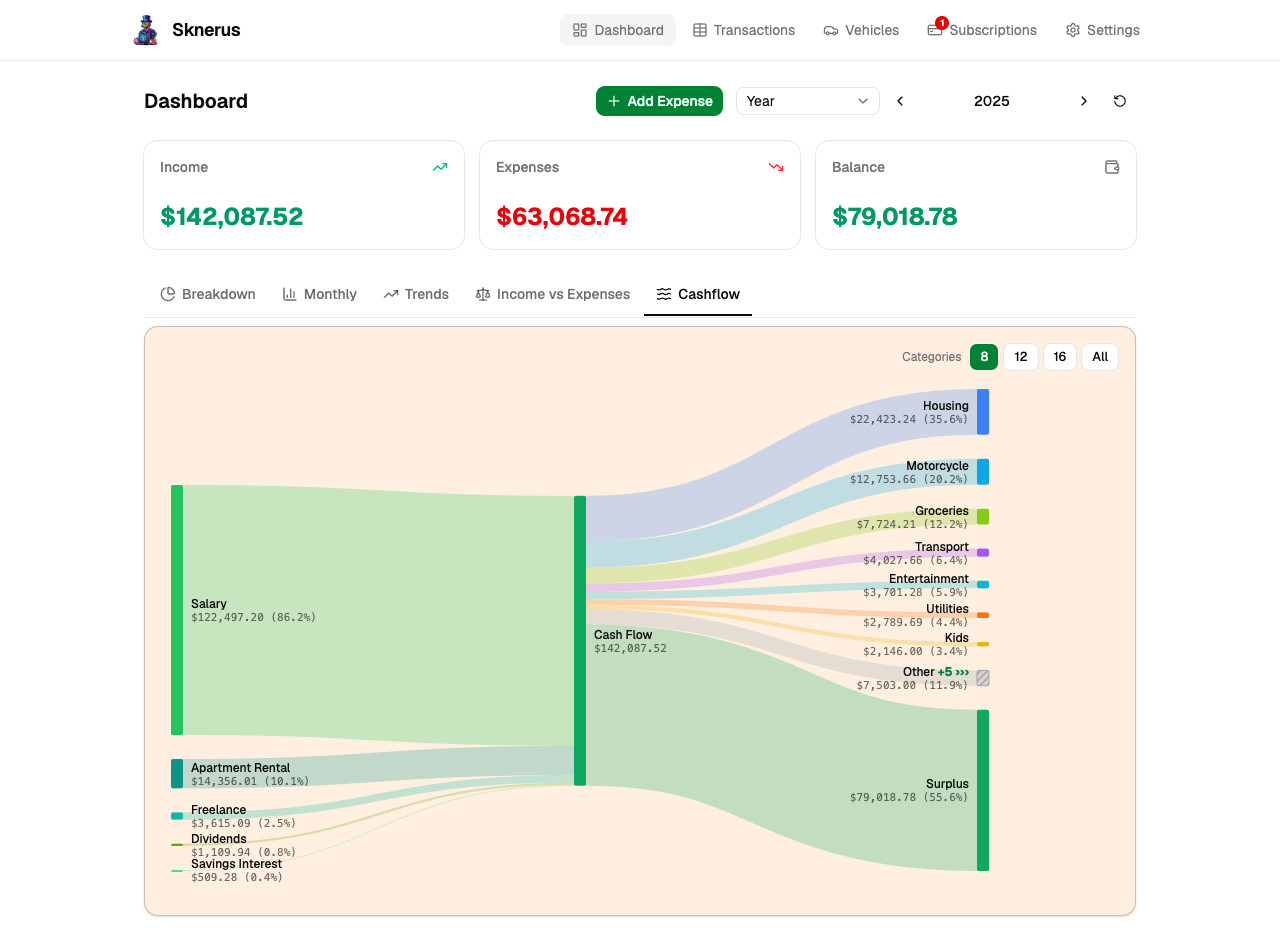 Sknerus
Dashboard
Transactions
Vehicles
1
Subscriptions
Settings
Dashboard
Add Expense
Year
2025
Income
$142,087.52
Expenses
$63,068.74
Balance
$79,018.78
Breakdown
Monthly
Trends
Income vs Expenses
Cashflow
Categories
8
12
16
All
Housing
$22,423.24 (35.6%)
Motorcycle
$12,753.66 (20.2%)
Groceries
$7,724.21 (12.2%)
Transport
$4,027.66 (6.4%)
Entertainment
$3,701.28 (5.9%)
Utilities
$2,789.69 (4.4%)
Kids
$2,146.00 (3.4%)
Other +5 ›››
$7,503.00 (11.9%)
Surplus
$79,018.78 (55.6%)
Cash Flow
$142,087.52
Salary
$122,497.20 (86.2%)
Apartment Rental
$14,356.01 (10.1%)
Freelance
$3,615.09 (2.5%)
Dividends
$1,109.94 (0.8%)
Savings Interest
$509.28 (0.4%)